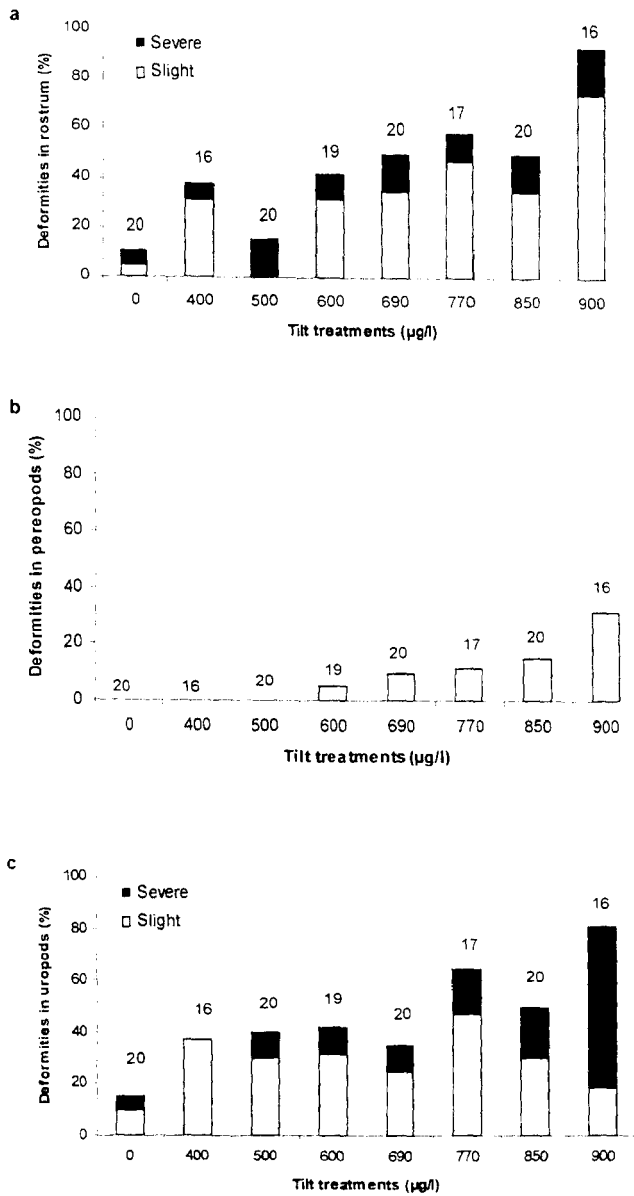 a
100
16
Severe
Slight
80
17
20
20
60
19
16
40
20
20
20
0
Deformities in rostrum (%)
0 400 500 600 690 770 850 900
Tilt treatments (µg/l)
b
100
80
60
40
16
20
20
17
20
19
20 16 20
0
Deformities in pereopods (%)
0 400 500 600 690 770 850 900
Tilt treatments (µg/l)
c
100
Severe
Slight
16
80
17
60
20
20 19 20
16
40
20
20
0
Deformities in uropods (%)
0 400 500 600 690 770 850 900
Tilt treatments (µg/l)